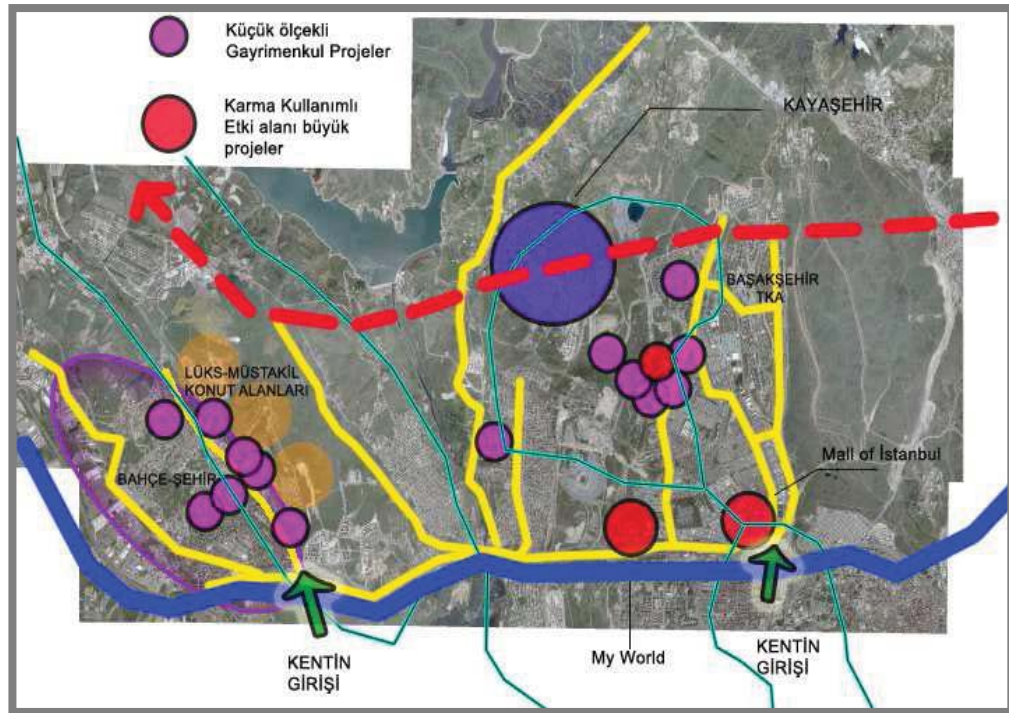 Küçük ölçekli
Gayrimenkul Projeler
Karma Kullanımlı
Etki alanı büyük
projeler
KAYAŞEHİR
BAŞAKŞEHİR
TKA
LÜKS-MÜSTAKİL
KONUT ALANLARI
BAHÇE-ŞEHİR
Mall of İstanbul
My World
KENTİN
GİRİŞİ
KENTİN
GİRİŞİ